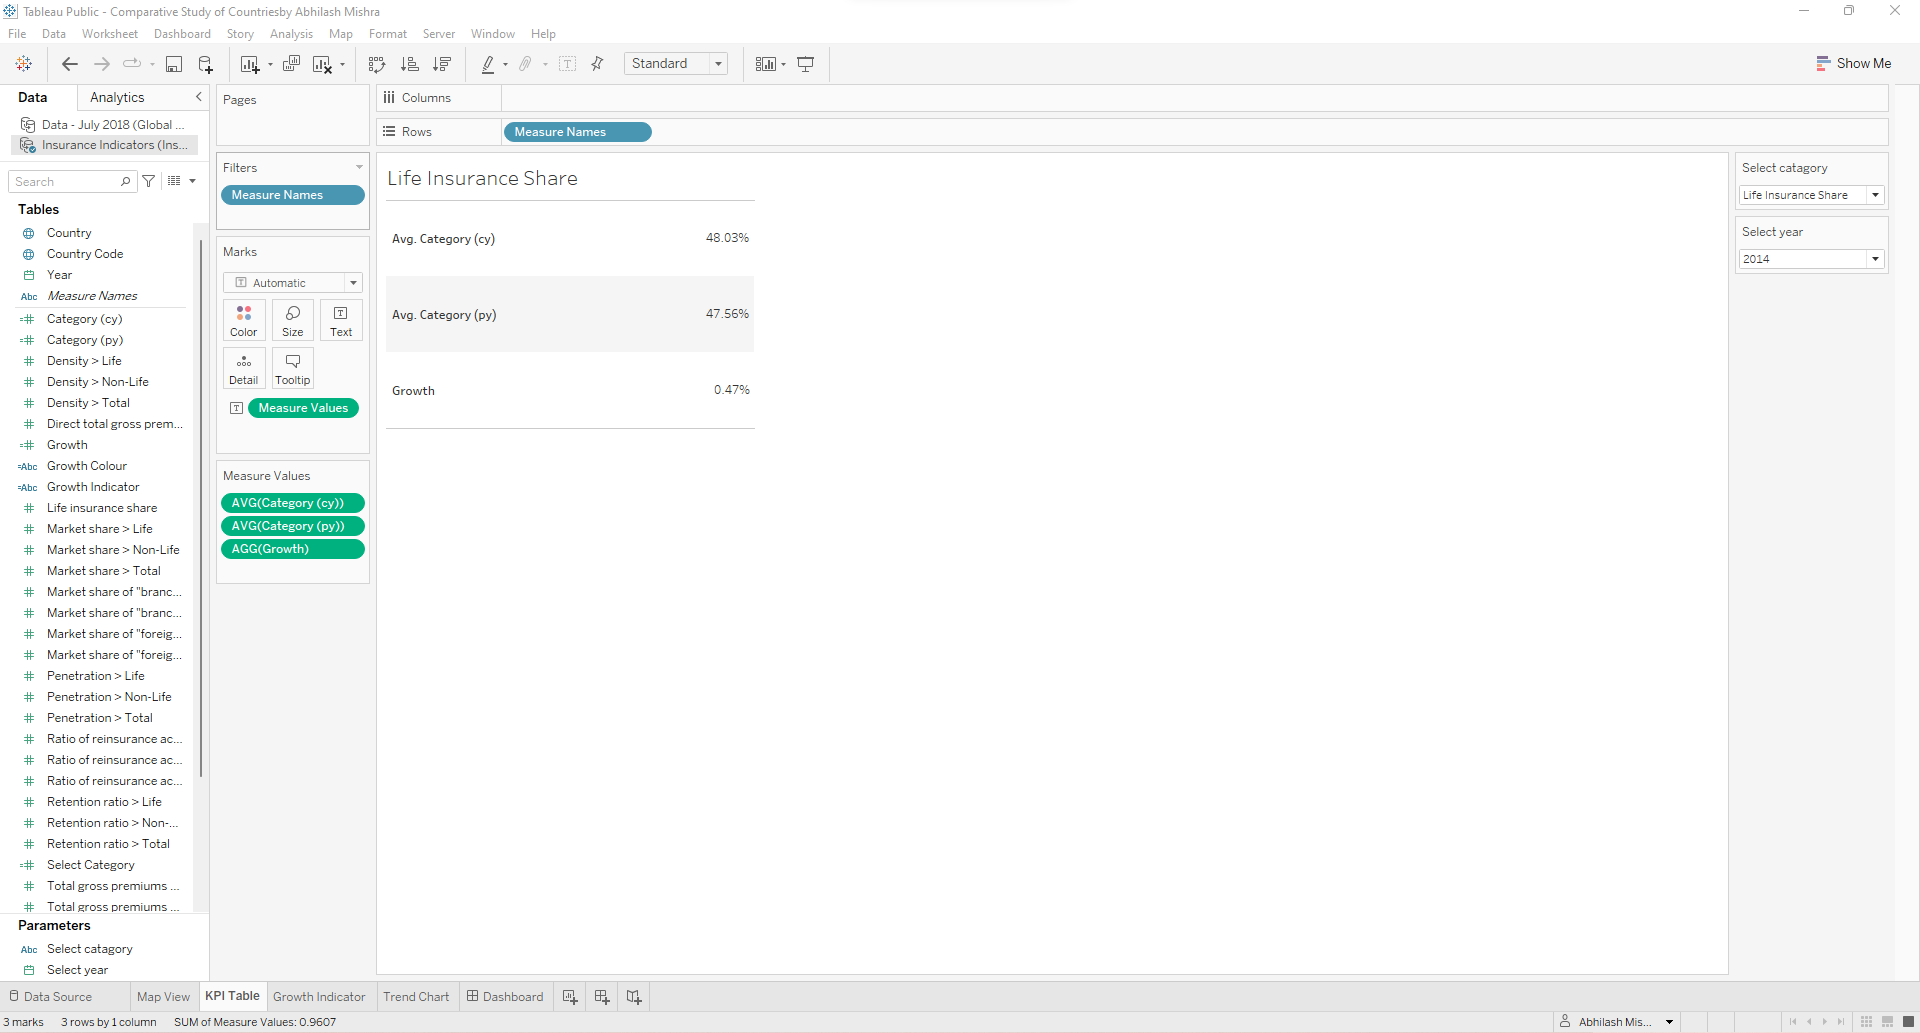 Tableau Public - Comparative Study of Countriesby Abhilash Mishra
File Data Worksheet Dashboard Story Analysis Map Format Server Window Help
Standard
Show Me
Data Analytics
Data - July 2018 (Global ...
Insurance Indicators (Ins...
Search
Tables
Country
Country Code
Year
Abc Measure Names
Category (cy)
Category (py)
Density > Life
Density > Non-Life
Density > Total
Direct total gross prem...
Growth
=Abc Growth Colour
=Abc Growth Indicator
Life insurance share
Market share > Life
Market share > Non-Life
Market share > Total
Market share of "branc...
Market share of "branc...
Market share of "foreig...
Market share of "foreig...
Penetration > Life
Penetration > Non-Life
Penetration > Total
Ratio of reinsurance ac...
Ratio of reinsurance ac...
Ratio of reinsurance ac...
Retention ratio > Life
Retention ratio > Non-...
Retention ratio > Total
Select Category
Total gross premiums ...
Total gross premiums ...
Parameters
Abc Select catagory
Select year
Pages
Filters
Measure Names
Marks
Automatic
Color Size Text
Detail Tooltip
Measure Values
Measure Values
AVG(Category (cy))
AVG(Category (py))
AGG(Growth)
Columns
Rows Measure Names
Life Insurance Share
Avg. Category (cy) 48.03%
Avg. Category (py) 47.56%
Growth 0.47%
Select catagory
Life Insurance Share
Select year
2014
Data Source Map View KPI Table Growth Indicator Trend Chart Dashboard
3 marks 3 rows by 1 column SUM of Measure Values: 0.9607
Abhilash Mis...